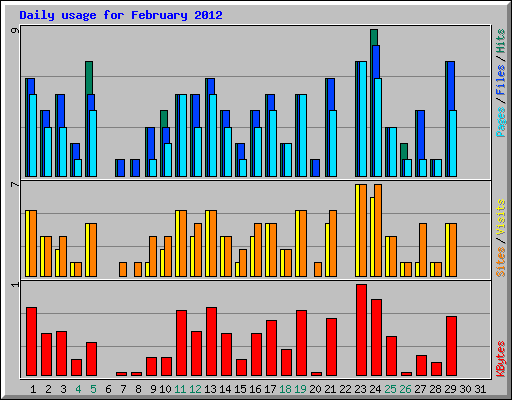 Daily usage for February 2012
9
Pages/Files/Hits
7
Sites/Visits
1
KBytes
1 2 3 4 5 6 7 8 9 10 11 12 13 14 15 16 17 18 19 20 21 22 23 24 25 26 27 28 29 30 31